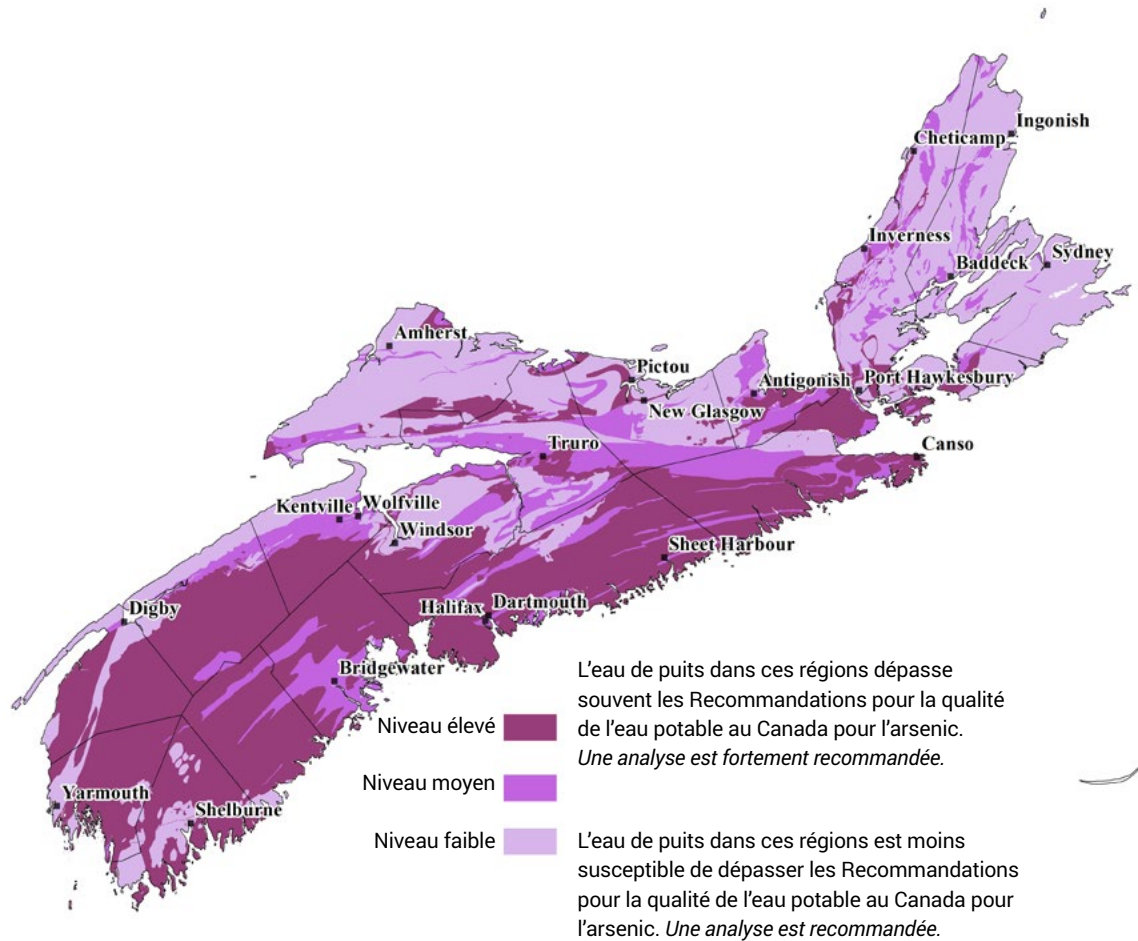 Ingonish
Cheticamp
Inverness
Baddeck
Sydney
Amherst
Pictou
Antigonish
Port Hawkesbury
New Glasgow
Canso
Truro
Kentville
Wolfville
Windsor
Sheet Harbour
Digby
Halifax
Dartmouth
Bridgewater
Yarmouth
Shelburne
Niveau élevé
L'eau de puits dans ces régions dépasse
souvent les Recommandations pour la qualité
de l'eau potable au Canada pour l'arsenic.
Une analyse est fortement recommandée.
Niveau moyen
Niveau faible
L'eau de puits dans ces régions est moins
susceptible de dépasser les Recommandations
pour la qualité de l'eau potable au Canada pour
l'arsenic. Une analyse est recommandée.